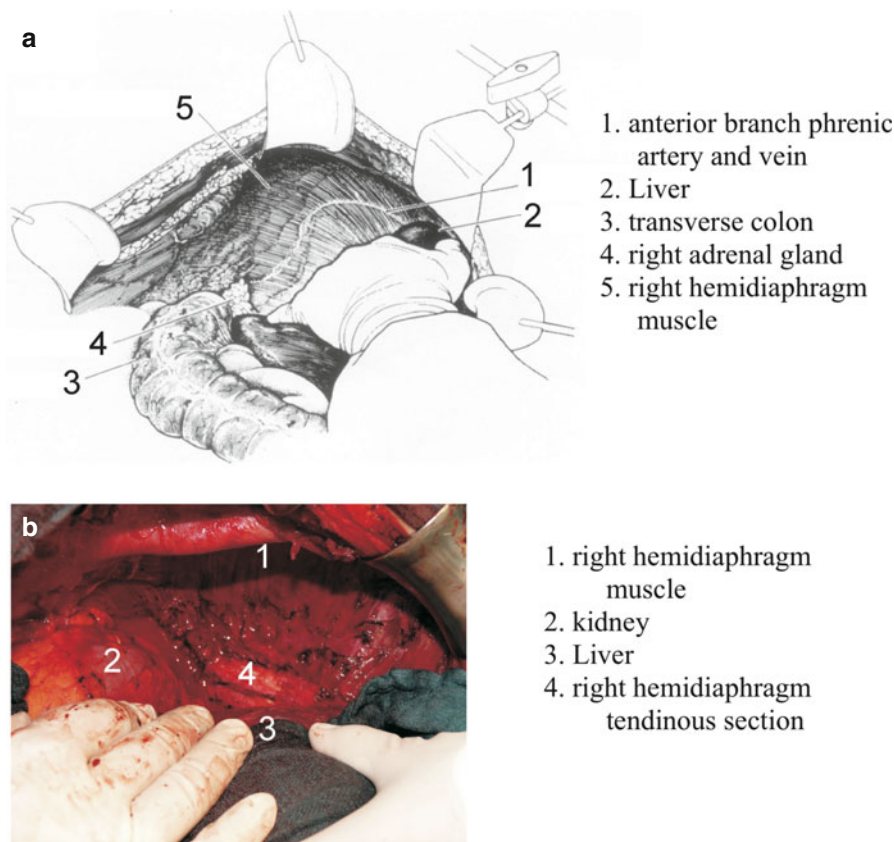 a
5
1
2
4
3
1. anterior branch phrenic
artery and vein
2. Liver
3. transverse colon
4. right adrenal gland
5. right hemidiaphragm
muscle
b
1
2
4
3
1. right hemidiaphragm
muscle
2. kidney
3. Liver
4. right hemidiaphragm
tendinous section